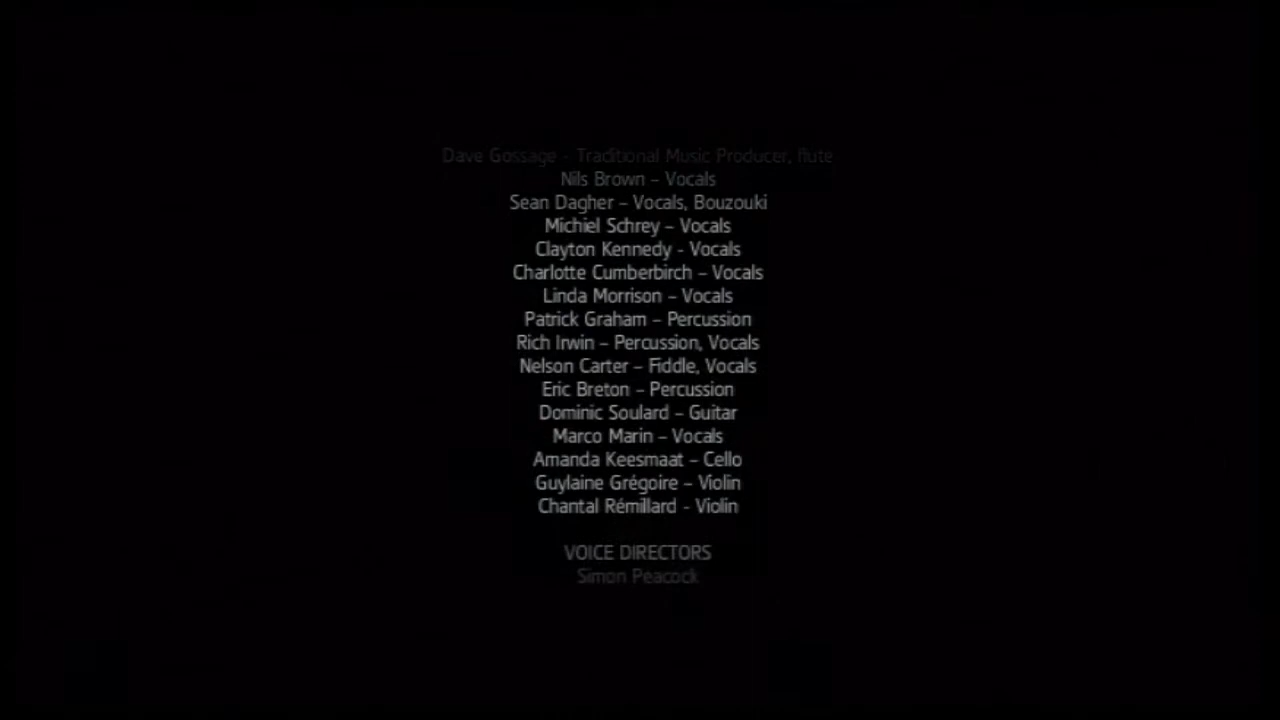 Dave Gossage - Traditional Music Producer, flute
Nils Brown – Vocals
Sean Dagher – Vocals, Bouzouki
Michiel Schrey – Vocals
Clayton Kennedy - Vocals
Charlotte Cumberbirch – Vocals
Linda Morrison – Vocals
Patrick Graham – Percussion
Rich Irwin – Percussion, Vocals
Nelson Carter – Fiddle, Vocals
Eric Breton – Percussion
Dominic Soulard – Guitar
Marco Marin – Vocals
Amanda Keesmaat – Cello
Guylaine Grégoire – Violin
Chantal Rémillard - Violin
VOICE DIRECTORS
Simon Peacock